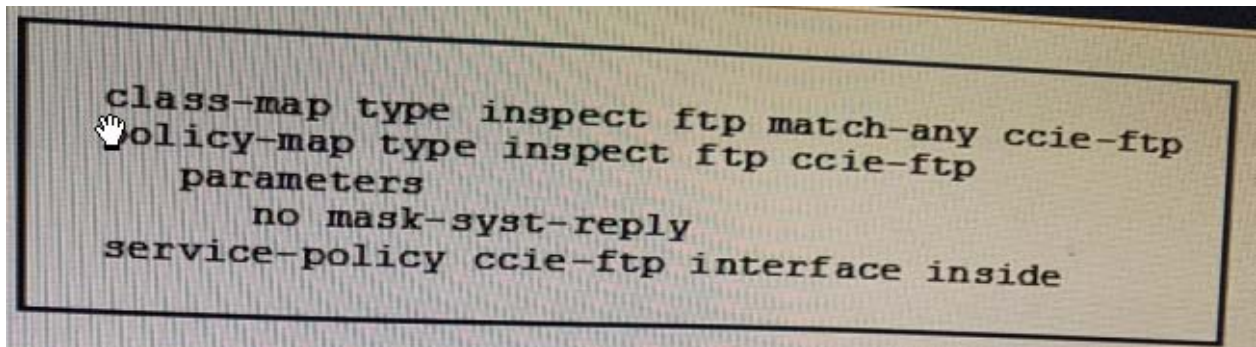 class-map type inspect ftp match-any ccie-ftp
policy-map type inspect ftp ccie-ftp
parameters
no mask-syst-reply
service-policy ccie-ftp interface inside